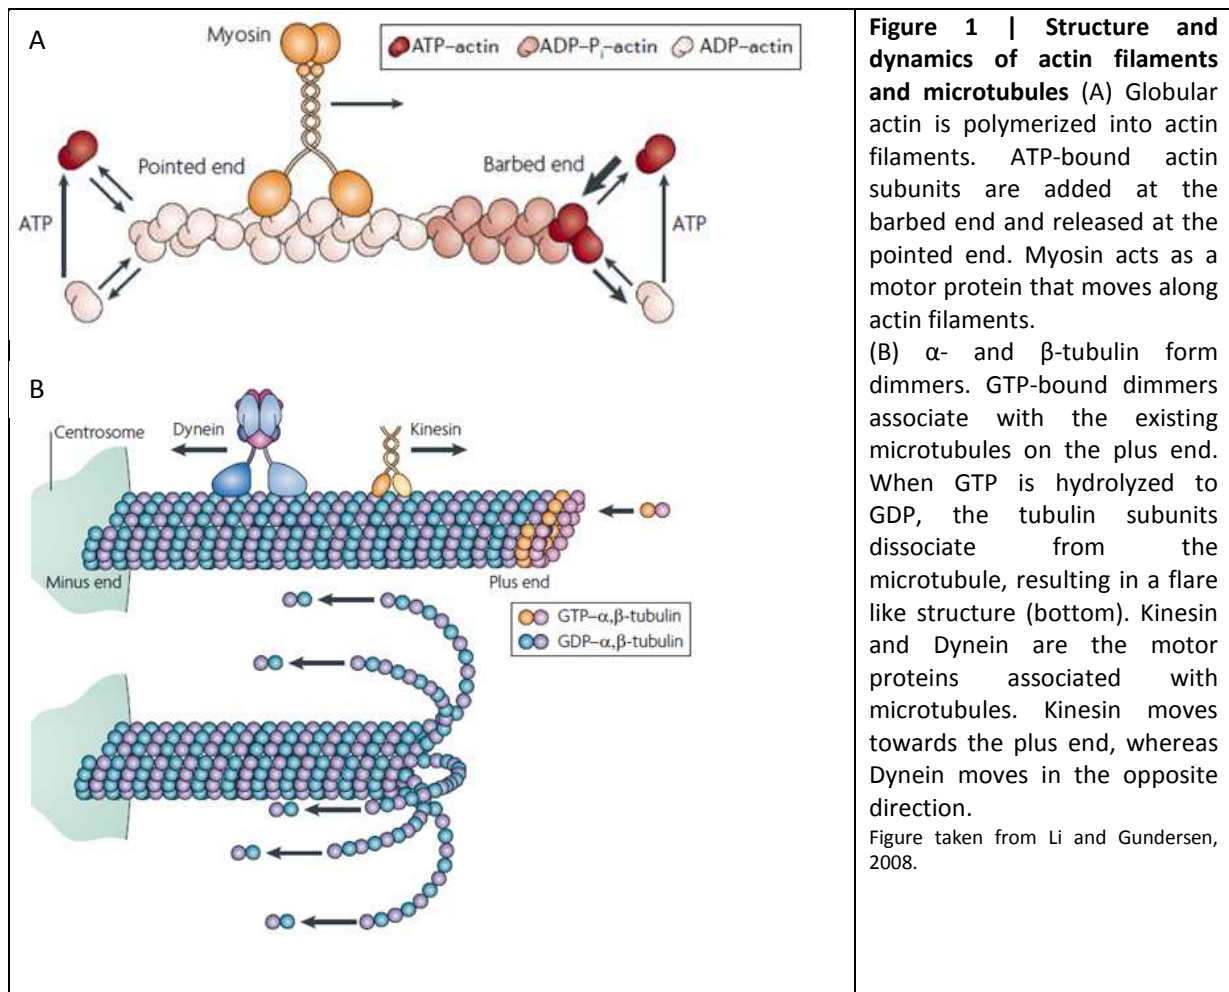 A
Myosin
ATP–actin ADP–Pi–actin ADP–actin
Pointed end
Barbed end
ATP
ATP
B
Centrosome
Dynein
Kinesin
Minus end
Plus end
GTP–α,β-tubulin
GDP–α,β-tubulin
Figure 1 | Structure and
dynamics of actin filaments
and microtubules (A) Globular
actin is polymerized into actin
filaments. ATP-bound actin
subunits are added at the
barbed end and released at the
pointed end. Myosin acts as a
motor protein that moves along
actin filaments.
(B) α- and β-tubulin form
dimmers. GTP-bound dimmers
associate with the existing
microtubules on the plus end.
When GTP is hydrolyzed to
GDP, the tubulin subunits
dissociate from the
microtubule, resulting in a flare
like structure (bottom). Kinesin
and Dynein are the motor
proteins associated with
microtubules. Kinesin moves
towards the plus end, whereas
Dynein moves in the opposite
direction.
Figure taken from Li and Gundersen,
2008.